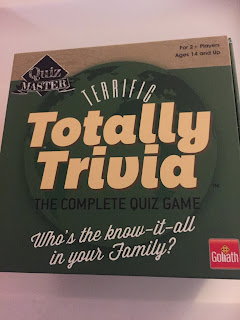 Quiz
MASTER
For 2+ Players
Ages 14 and Up
TERRIFIC
Totally
Trivia
THE COMPLETE QUIZ GAME
Who's the know-it-all
in your Family?
Goliath